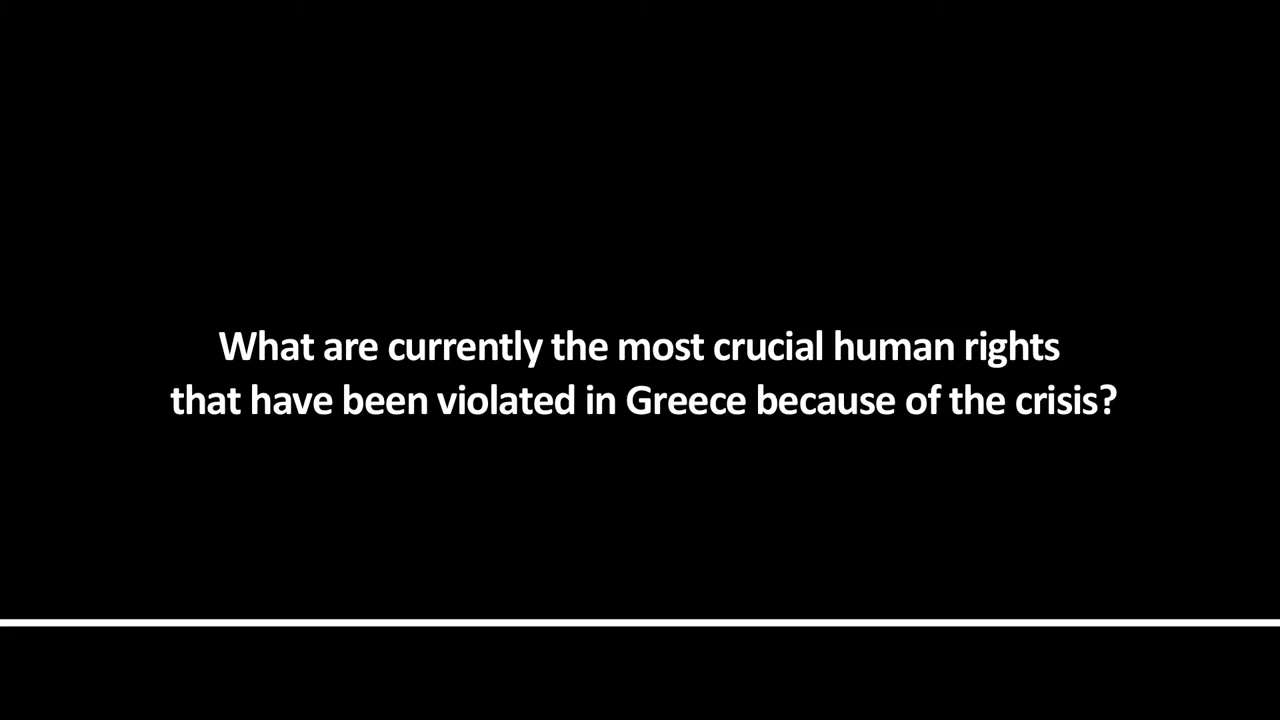 What are currently the most crucial human rights
that have been violated in Greece because of the crisis?